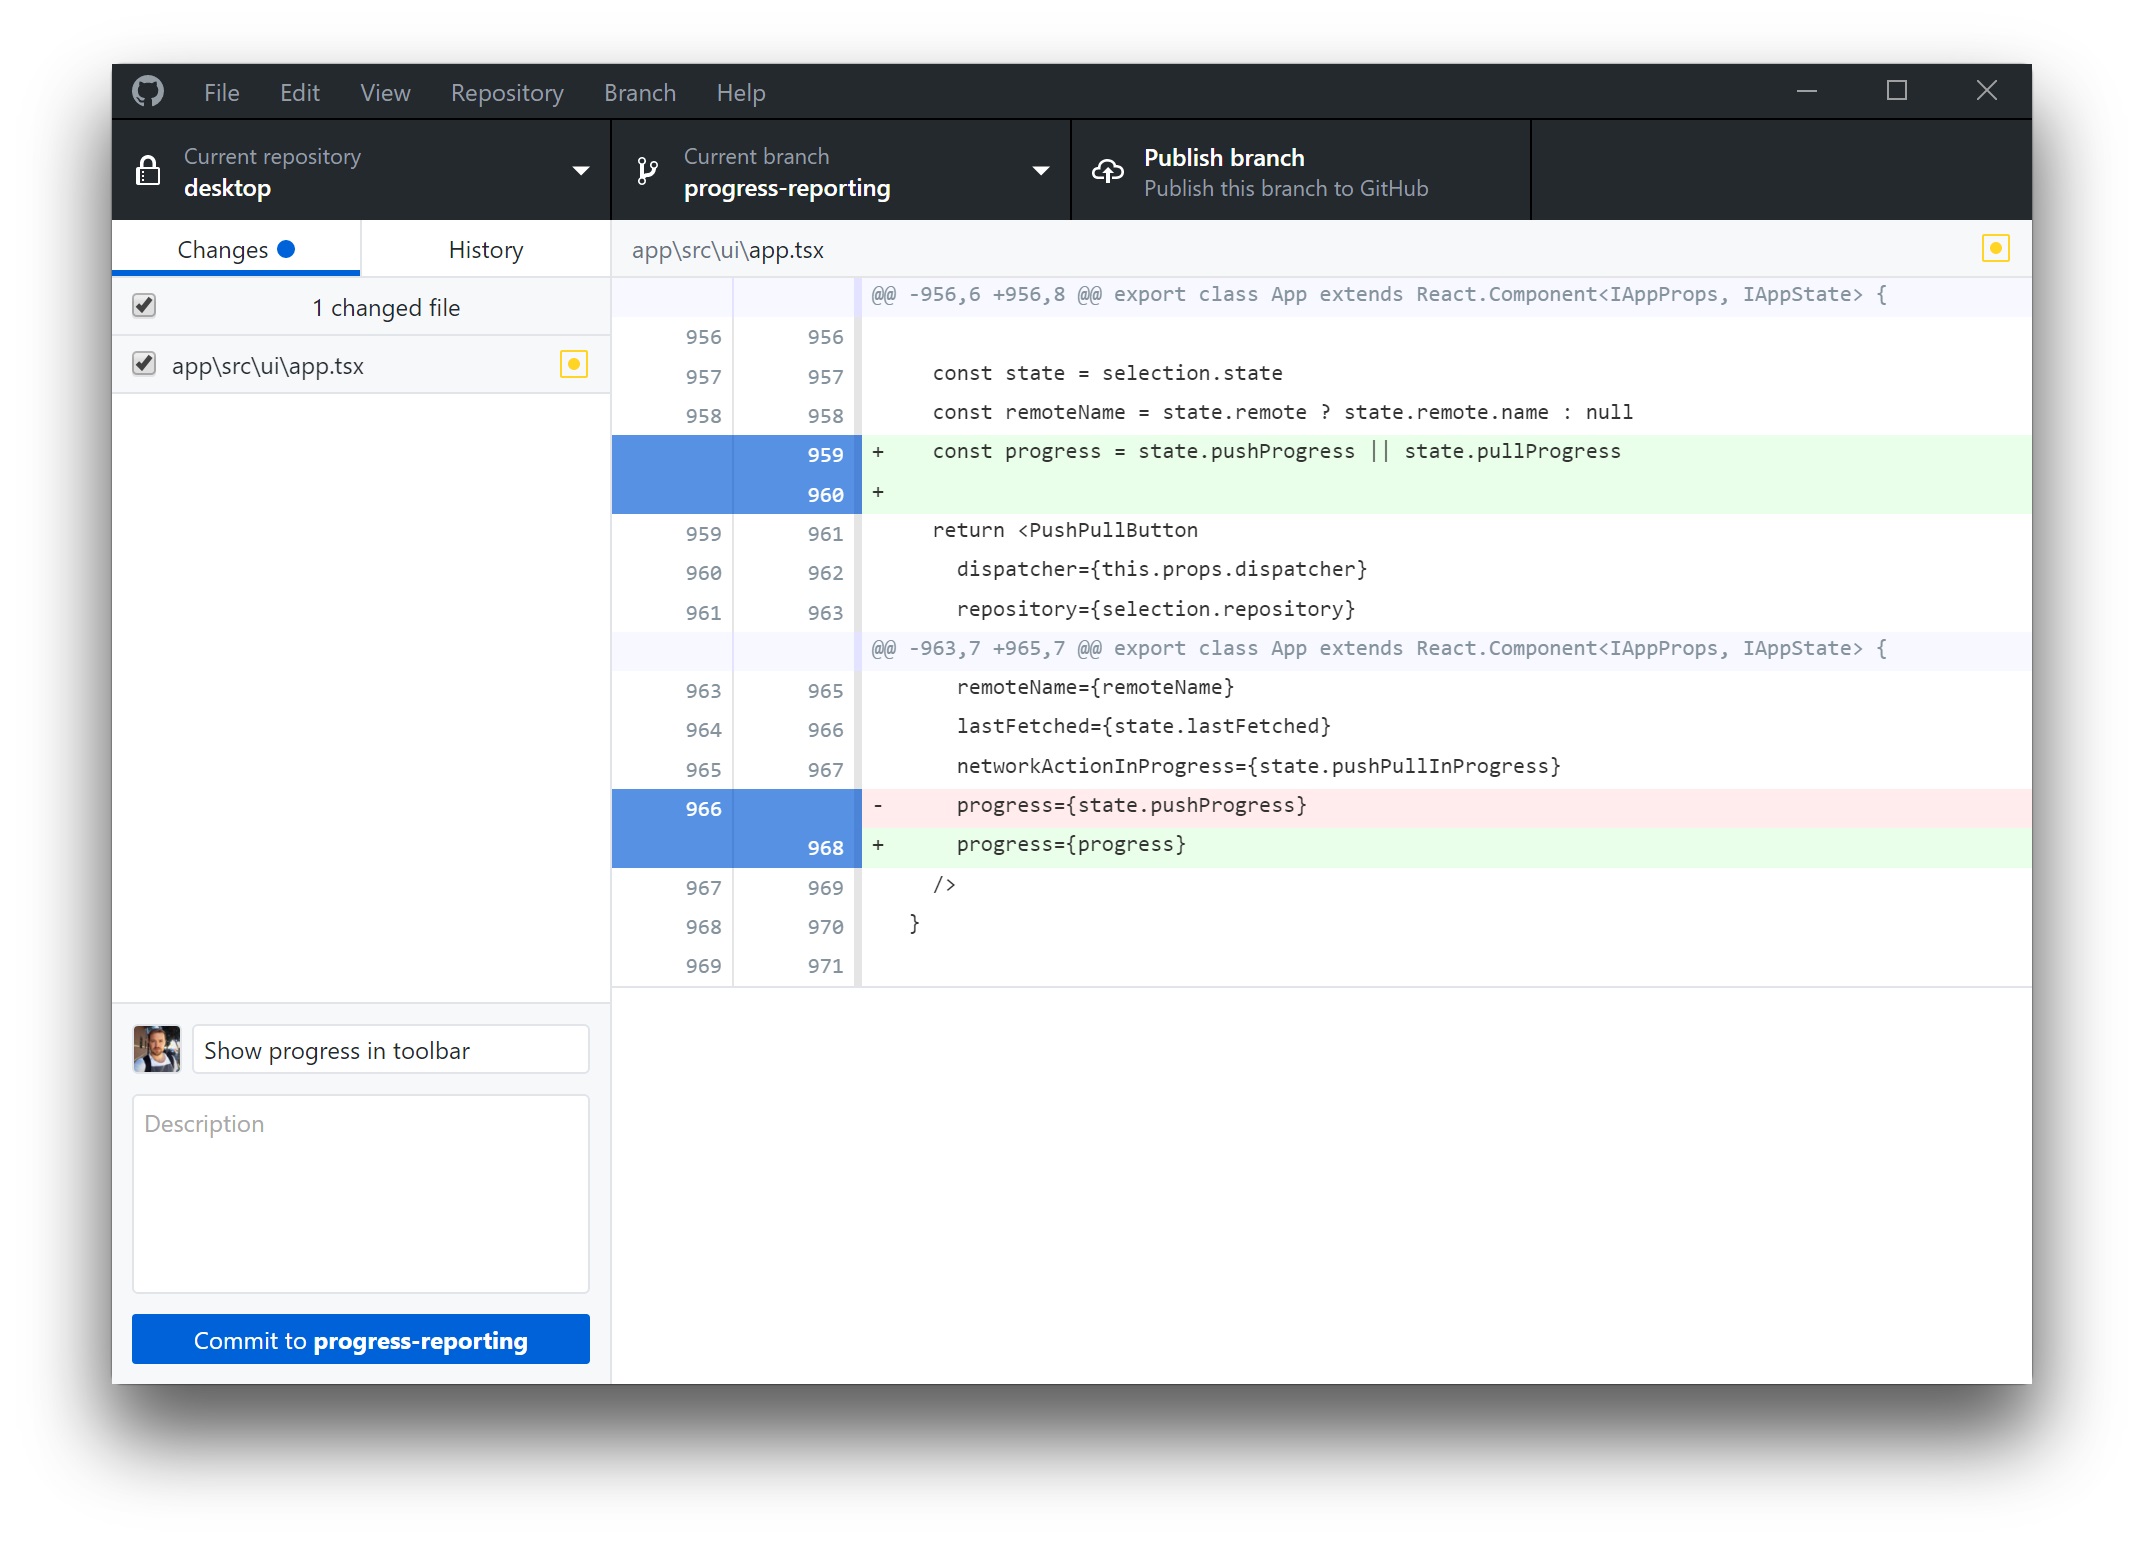 File Edit View Repository Branch Help
Current repository
desktop
Current branch
progress-reporting
Publish branch
Publish this branch to GitHub
Changes
History
1 changed file
app\src\ui\app.tsx
Show progress in toolbar
Description
Commit to progress-reporting
app\src\ui\app.tsx
@@ -956,6 +956,8 @@ export class App extends React.Component<IAppProps, IAppState> {
956 956
957 957 const state = selection.state
958 958 const remoteName = state.remote ? state.remote.name : null
959 + const progress = state.pushProgress || state.pullProgress
960 +
959 961 return <PushPullButton
960 962 dispatcher={this.props.dispatcher}
961 963 repository={selection.repository}
@@ -963,7 +965,7 @@ export class App extends React.Component<IAppProps, IAppState> {
963 965 remoteName={remoteName}
964 966 lastFetched={state.lastFetched}
965 967 networkActionInProgress={state.pushPullInProgress}
966 - progress={state.pushProgress}
968 + progress={progress}
967 969 />
968 970 }
969 971